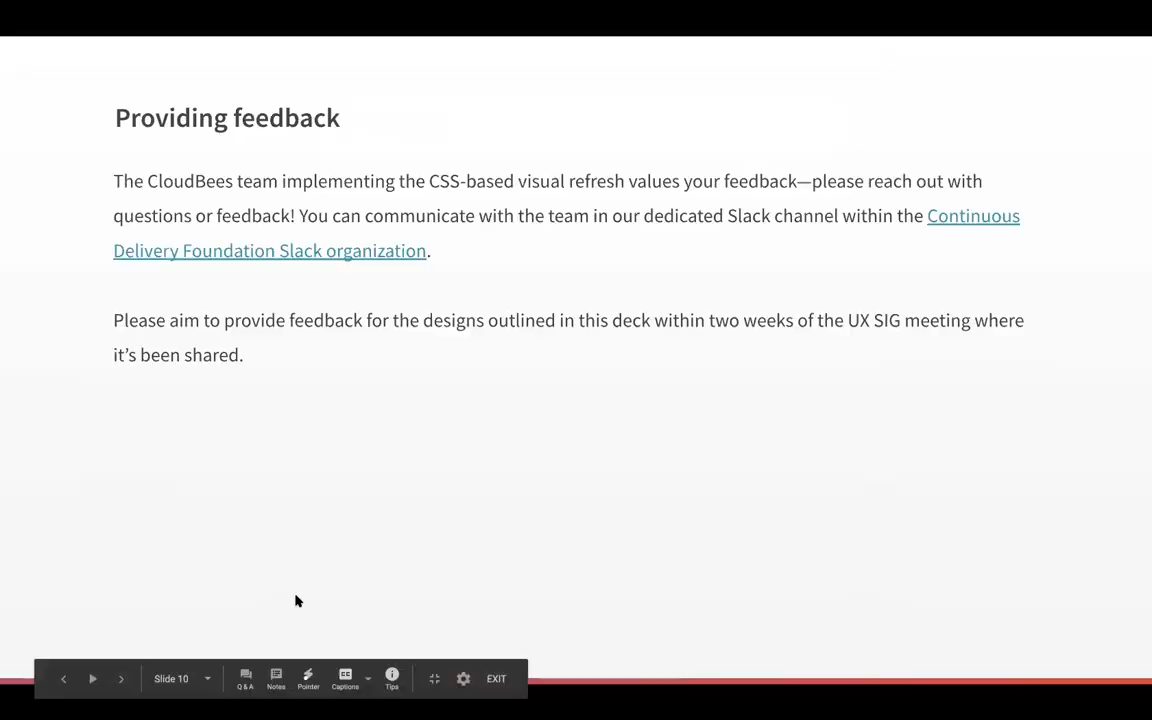 Providing feedback
The CloudBees team implementing the CSS-based visual refresh values your feedback—please reach out with
questions or feedback! You can communicate with the team in our dedicated Slack channel within the Continuous
Delivery Foundation Slack organization.
Please aim to provide feedback for the designs outlined in this deck within two weeks of the UX SIG meeting where
it’s been shared.
Slide 10
Q & A Notes Pointer Captions Tips
EXIT